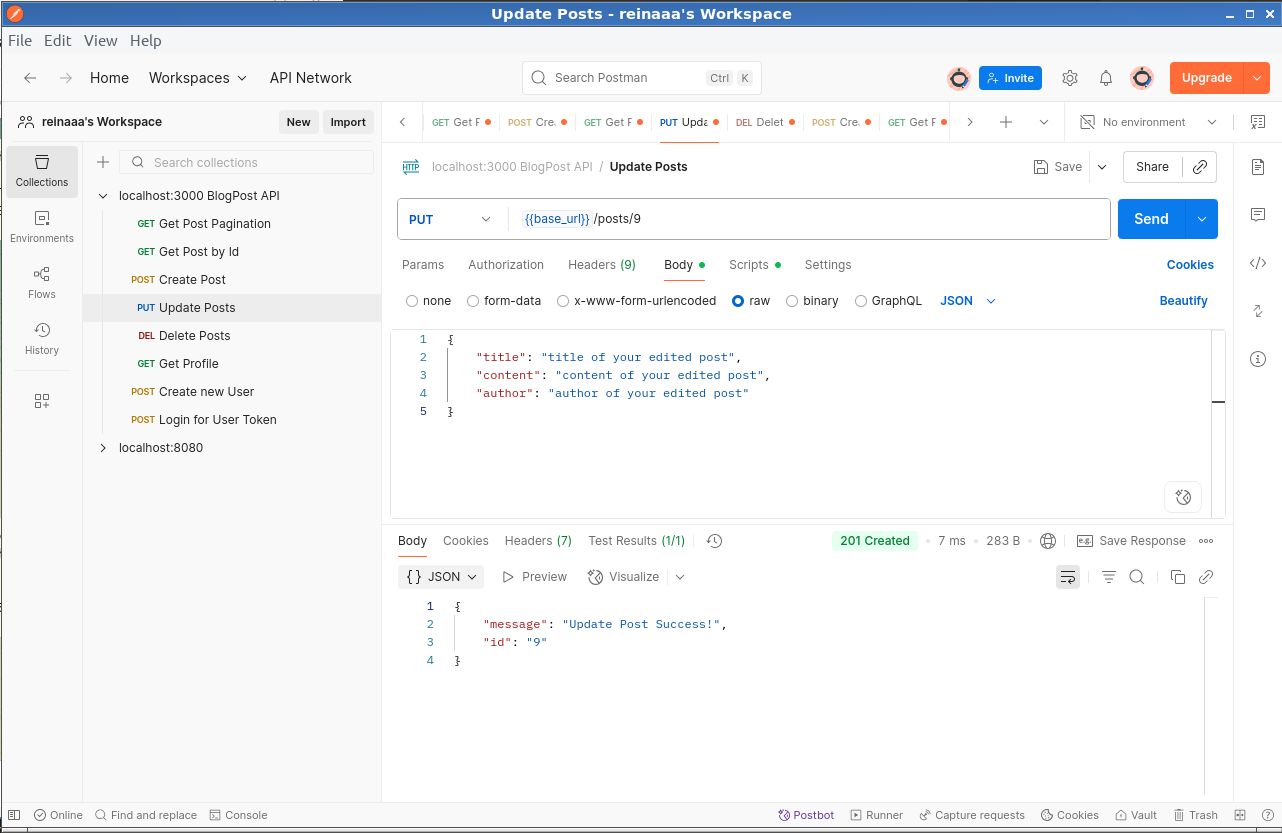 Update Posts - reinaaa's Workspace
File Edit View Help
Home Workspaces API Network Search Postman Ctrl K Invite Upgrade
reinaaa's Workspace New Import
GET Get F POST Cre. GET Get F PUT Upda DEL Delet POST Cre. GET Get F No environment
Collections
Environments
Flows
History
Search collections
localhost:3000 BlogPost API
GET Get Post Pagination
GET Get Post by Id
POST Create Post
PUT Update Posts
DEL Delete Posts
GET Get Profile
POST Create new User
POST Login for User Token
localhost:8080
HTTP localhost:3000 BlogPost API / Update Posts Save Share
PUT {{base_url}} /posts/9 Send
Params Authorization Headers (9) Body Scripts Settings Cookies
none form-data x-www-form-urlencoded raw binary GraphQL JSON Beautify
1 {
2 "title": "title of your edited post",
3 "content": "content of your edited post",
4 "author": "author of your edited post"
5 }
Body Cookies Headers (7) Test Results (1/1) 201 Created 7 ms 283 B e.g. Save Response
{} JSON Preview Visualize
1 {
2 "message": "Update Post Success!",
3 "id": "9"
4 }
Online Find and replace Console Postbot Runner Capture requests Cookies Vault Trash